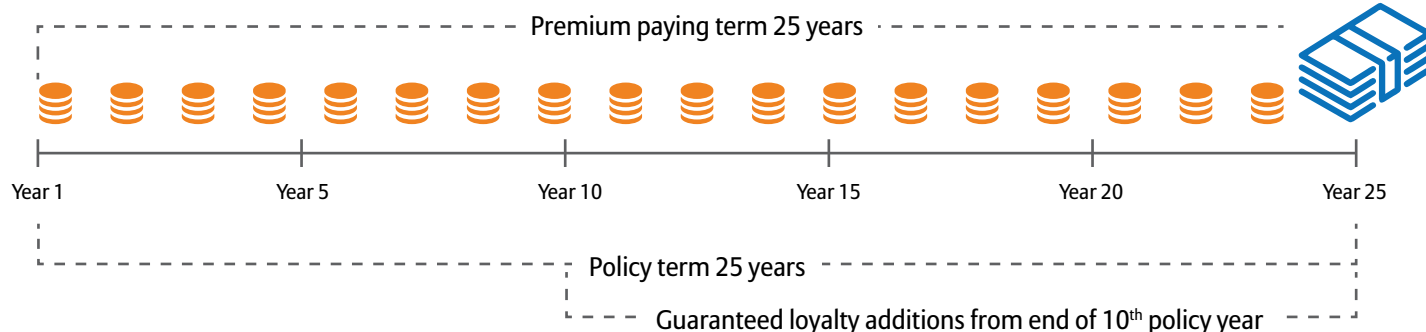 Premium paying term 25 years
Year 1 Year 5 Year 10 Year 15 Year 20 Year 25
Policy term 25 years
Guaranteed loyalty additions from end of 10th policy year